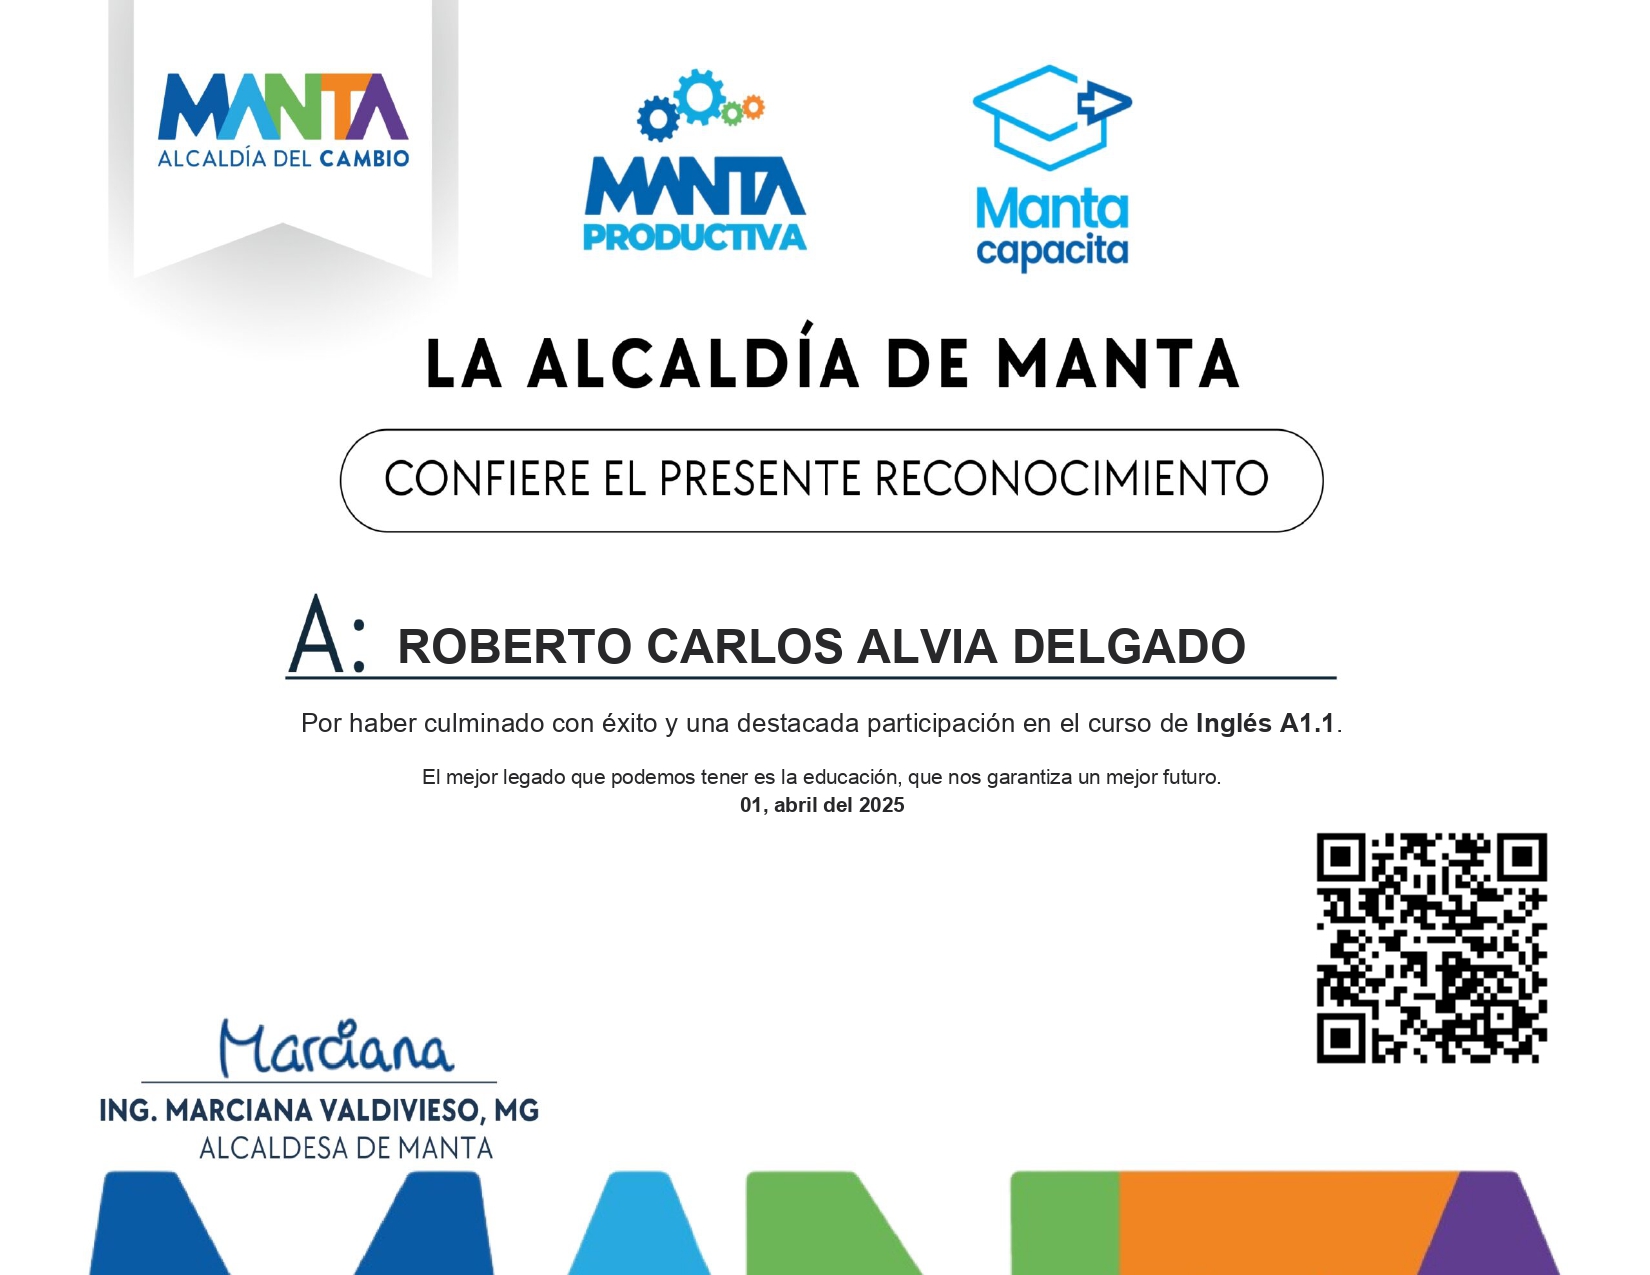 MANTA
ALCALDÍA DEL CAMBIO
MANTA
PRODUCTIVA
Manta
capacita
LA ALCALDÍA DE MANTA
CONFIERE EL PRESENTE RECONOCIMIENTO
A: ROBERTO CARLOS ALVIA DELGADO
Por haber culminado con éxito y una destacada participación en el curso de Inglés A1.1.
El mejor legado que podemos tener es la educación, que nos garantiza un mejor futuro.
01, abril del 2025
Marciana
ING. MARCIANA VALDIVIESO, MG
ALCALDESA DE MANTA
MANTA